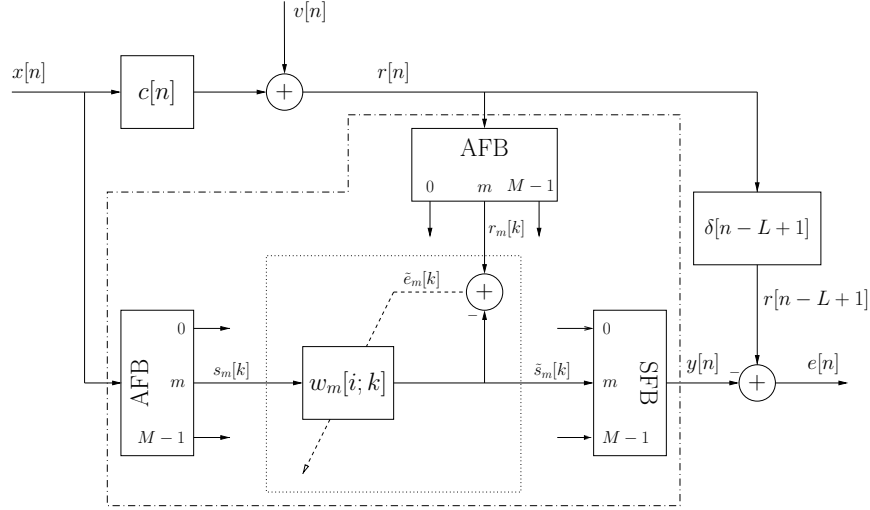 v[n]
x[n]
c[n]
+
r[n]
AFB
0 m M − 1
r_m[k]
δ[n − L + 1]
ẽ_m[k]
+
−
r[n − L + 1]
AFB
0
m
M − 1
s_m[k]
w_m[i; k]
s̃_m[k]
0
m
M − 1
SFB
y[n]
−
+
e[n]